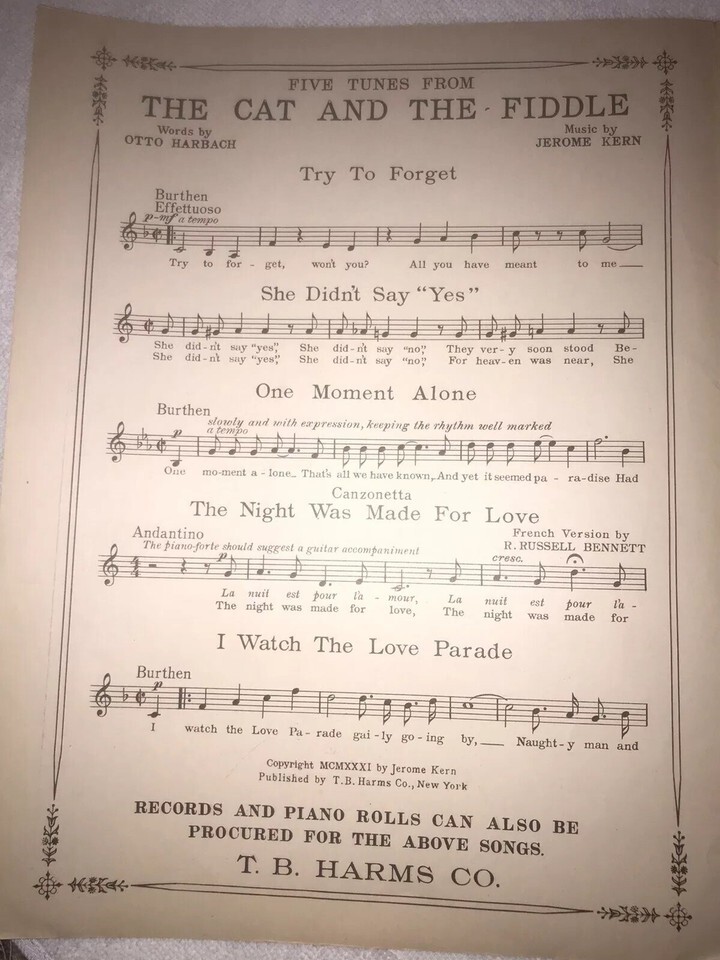 FIVE TUNES FROM
THE CAT AND THE FIDDLE
Words by
OTTO HARBACH
Music by
JEROME KERN
Try To Forget
Burthen
Effettuoso
p-mf a tempo
Try to for - get, won't you? All you have meant to me
She Didn't Say "Yes"
She did-n't say "yes", She did-n't say "no", They ver-y soon stood Be-
She did-n't say "yes", She did-n't say "no", For heav-en was near, She
One Moment Alone
Burthen
slowly and with expression, keeping the rhythm well marked
p a tempo
One mo-ment a-lone_ That's all we have known, And yet it seemed pa - ra-dise Had
Canzonetta
The Night Was Made For Love
Andantino
French Version by
R. RUSSELL BENNETT
The piano-forte should suggest a guitar accompaniment
p cresc.
La nuit est pour l'a - mour, La nuit est pour l'a-
The night was made for love, The night was made for
I Watch The Love Parade
Burthen
p
I watch the Love Pa- rade gai-ly go-ing by, Naught-y man and
Copyright MCMXXXI by Jerome Kern
Published by T.B. Harms Co., New York
RECORDS AND PIANO ROLLS CAN ALSO BE
PROCURED FOR THE ABOVE SONGS.
T. B. HARMS CO.